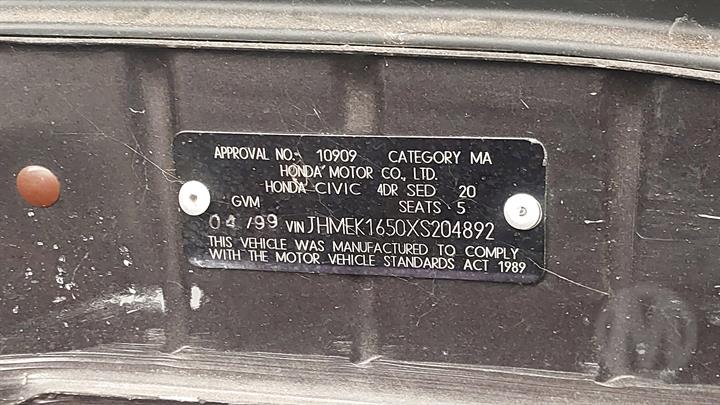 APPROVAL NO.- 10909 CATEGORY MA
HONDA MOTOR CO., LTD.
HONDA CIVIC 4DR SED 20
GVM SEATS · 5
04 /99 VIN JHMEK1650XS204892
THIS VEHICLE WAS MANUFACTURED TO COMPLY
WITH THE MOTOR VEHICLE STANDARDS ACT 1989
M